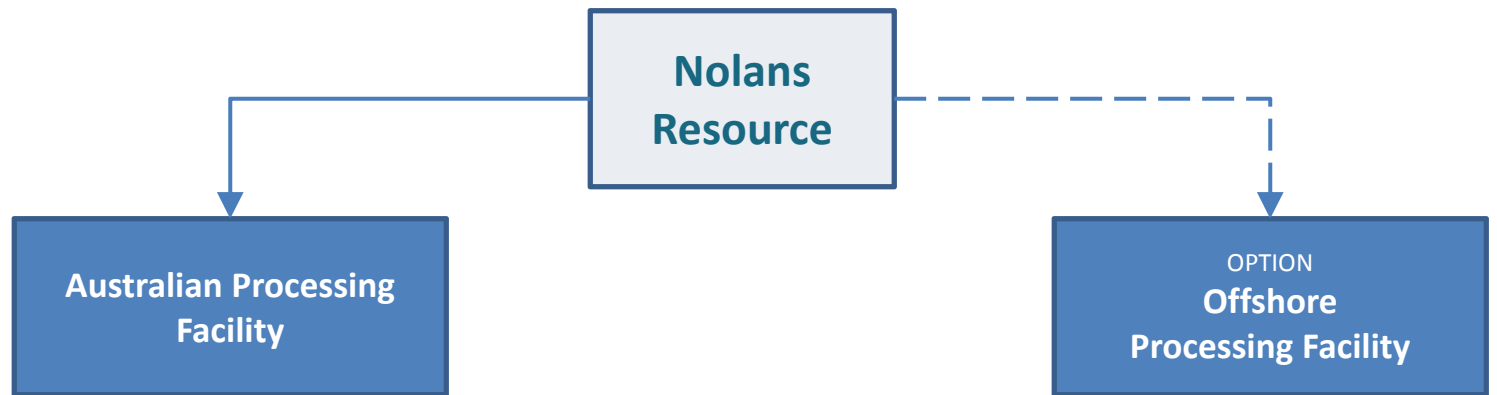 Nolans
Resource
Australian Processing
Facility
OPTION
Offshore
Processing Facility